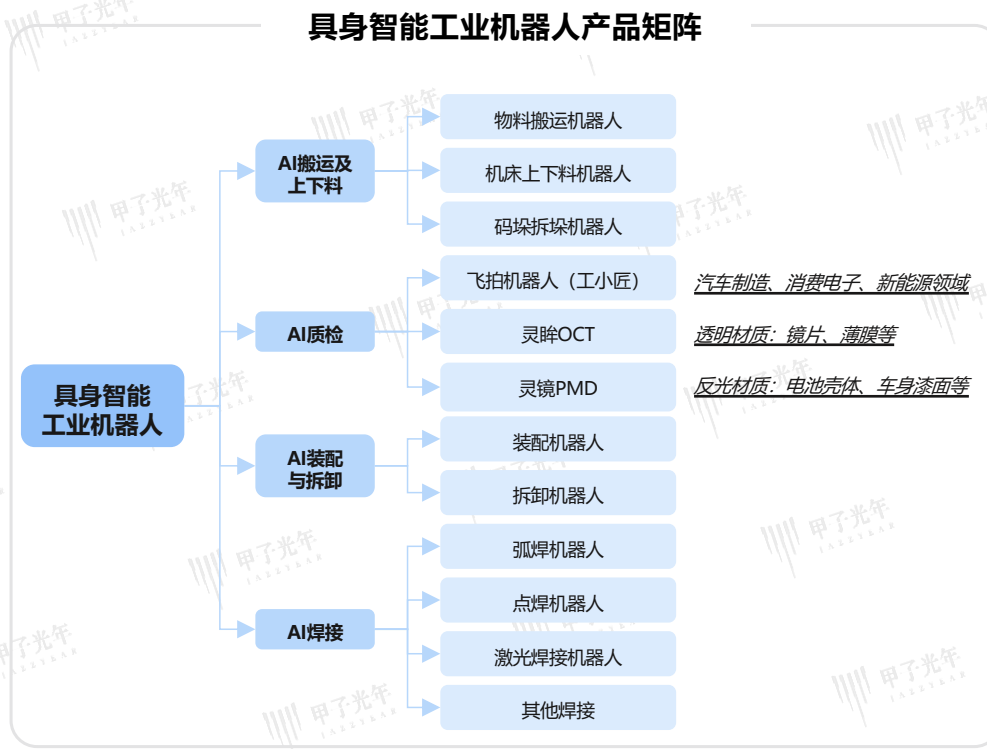 具身智能工业机器人产品矩阵
具身智能
工业机器人
AI搬运及
上下料
物料搬运机器人
机床上下料机器人
码垛拆垛机器人
AI质检
飞拍机器人（工小匠）
汽车制造、消费电子、新能源领域
灵眸OCT
透明材质：镜片、薄膜等
灵镜PMD
反光材质：电池壳体、车身漆面等
AI装配
与拆卸
装配机器人
拆卸机器人
AI焊接
弧焊机器人
点焊机器人
激光焊接机器人
其他焊接
甲子光年
JAZZYEAR